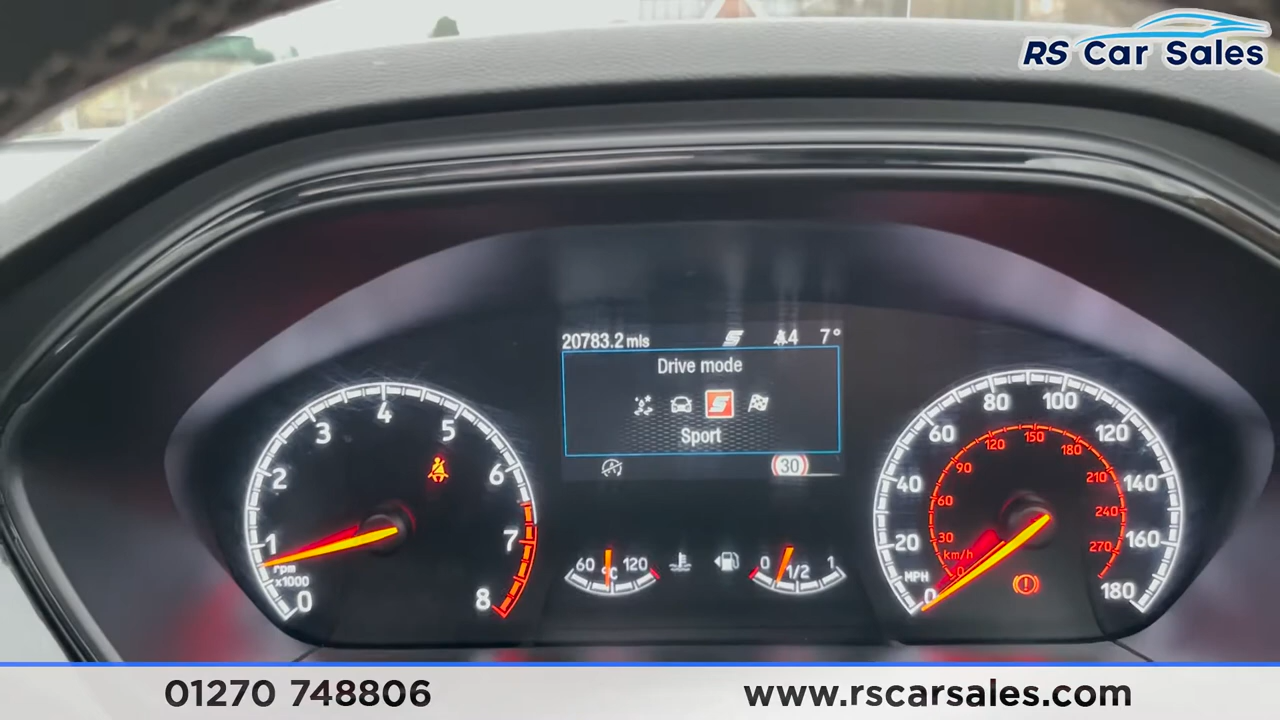 RS Car Sales
20783.2 mls 4 7°
Drive mode
S
Sport
30
0 1 2 3 4 5 6 7 8
rpm
x1000
60 °C 120
0 1/2 1
0 20 40 60 80 100 120 140 160 180
MPH
0 30 60 90 120 150 180 210 240 270
km/h
01270 748806
www.rscarsales.com